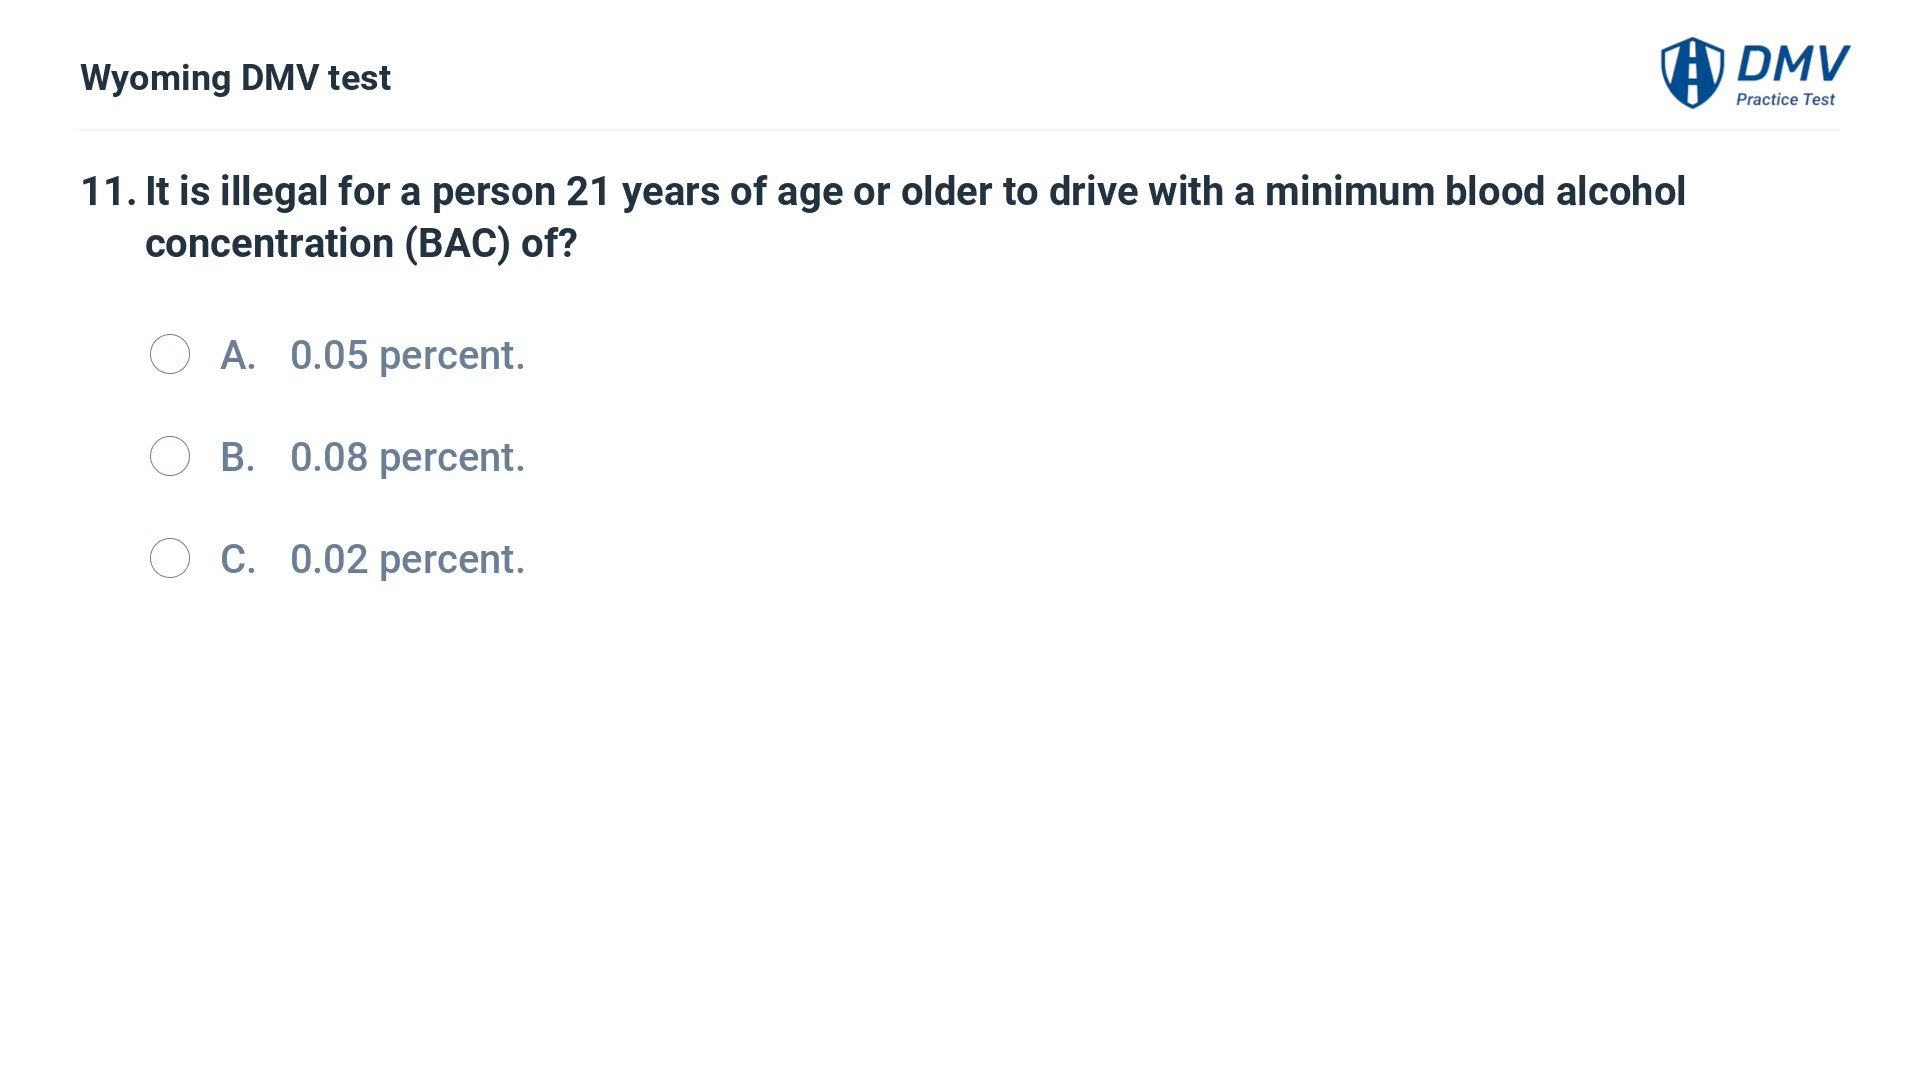 Wyoming DMV test
DMV
Practice Test
11. It is illegal for a person 21 years of age or older to drive with a minimum blood alcohol
concentration (BAC) of?
A. 0.05 percent.
B. 0.08 percent.
C. 0.02 percent.